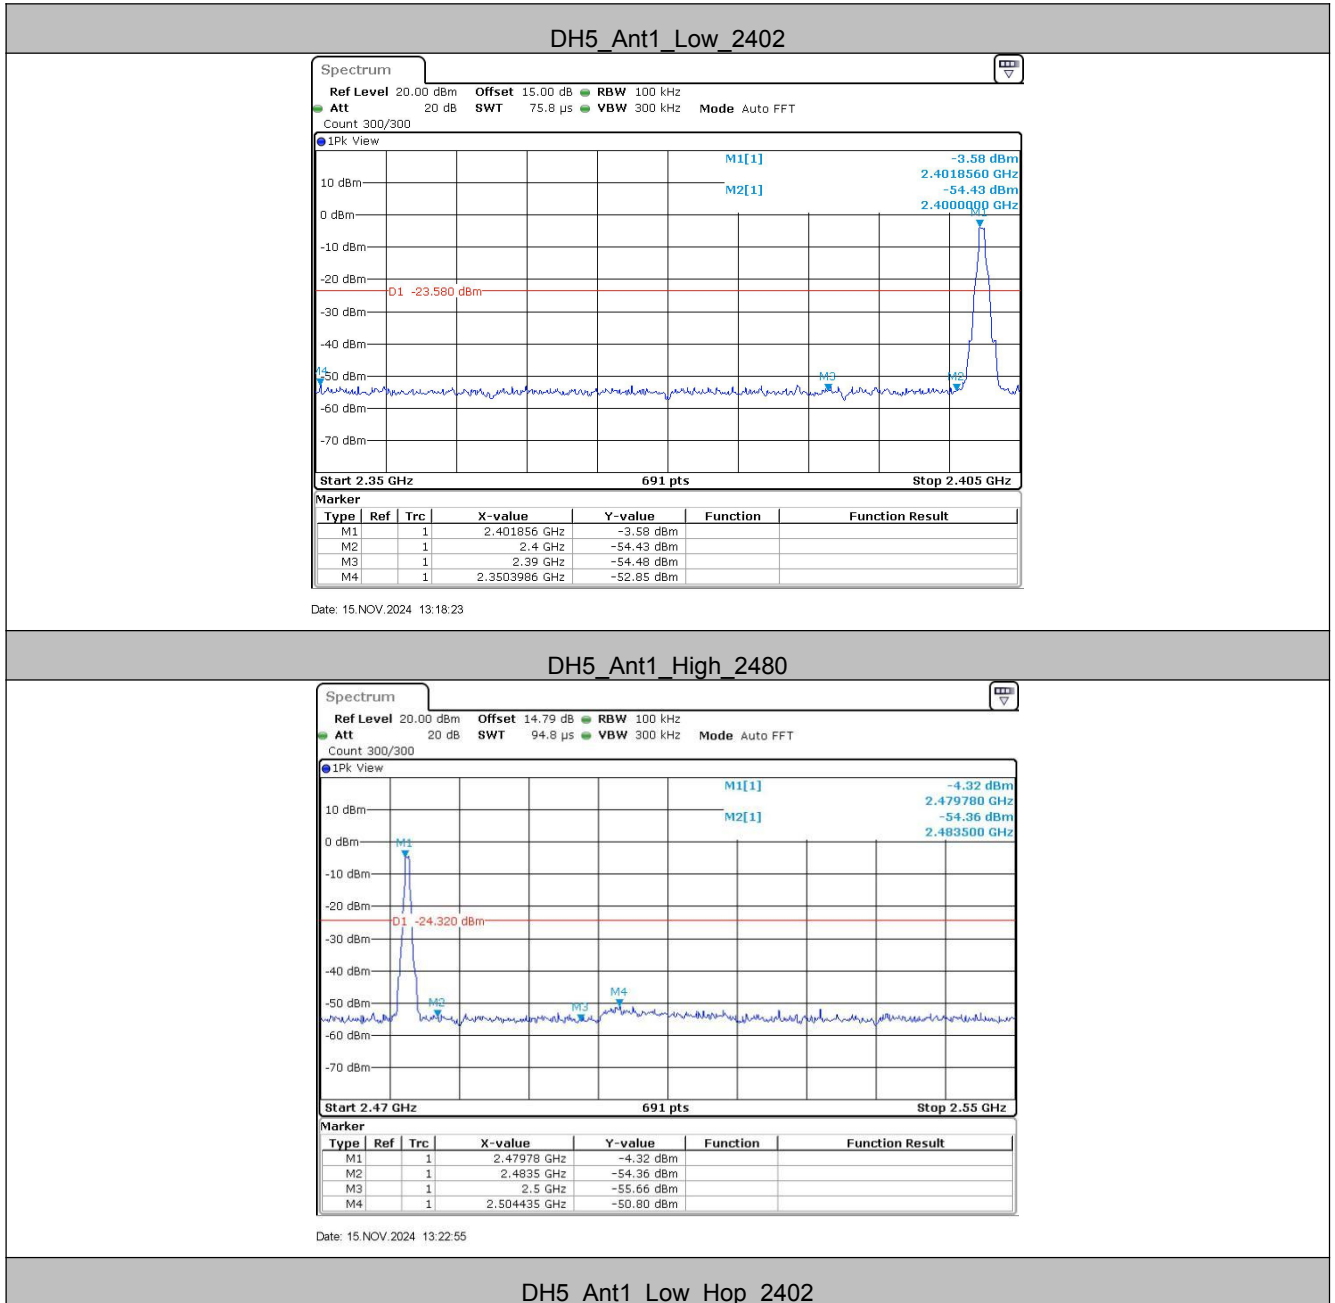 DH5_Ant1_Low_2402
Spectrum
Ref Level 20.00 dBm Offset 15.00 dB RBW 100 kHz
Att 20 dB SWT 75.8 µs VBW 300 kHz Mode Auto FFT
Count 300/300
1Pk View
M1[1] -3.58 dBm
2.4018560 GHz
10 dBm
M2[1] -54.43 dBm
2.4000000 GHz
M1
0 dBm
-10 dBm
-20 dBm
D1 -23.580 dBm
-30 dBm
-40 dBm
M4 M3 M2
-50 dBm
-60 dBm
-70 dBm
Start 2.35 GHz 691 pts Stop 2.405 GHz
Marker
Type Ref Trc X-value Y-value Function Function Result
M1 1 2.401856 GHz -3.58 dBm
M2 1 2.4 GHz -54.43 dBm
M3 1 2.39 GHz -54.48 dBm
M4 1 2.3503986 GHz -52.85 dBm
Date: 15.NOV.2024 13:18:23
DH5_Ant1_High_2480
Spectrum
Ref Level 20.00 dBm Offset 14.79 dB RBW 100 kHz
Att 20 dB SWT 94.8 µs VBW 300 kHz Mode Auto FFT
Count 300/300
1Pk View
M1[1] -4.32 dBm
2.479780 GHz
10 dBm
M2[1] -54.36 dBm
2.483500 GHz
0 dBm
M1
-10 dBm
-20 dBm
D1 -24.320 dBm
-30 dBm
-40 dBm
M4
-50 dBm
M2 M3
-60 dBm
-70 dBm
Start 2.47 GHz 691 pts Stop 2.55 GHz
Marker
Type Ref Trc X-value Y-value Function Function Result
M1 1 2.47978 GHz -4.32 dBm
M2 1 2.4835 GHz -54.36 dBm
M3 1 2.5 GHz -55.66 dBm
M4 1 2.504435 GHz -50.80 dBm
Date: 15.NOV.2024 13:22:55
DH5_Ant1_Low_Hop_2402